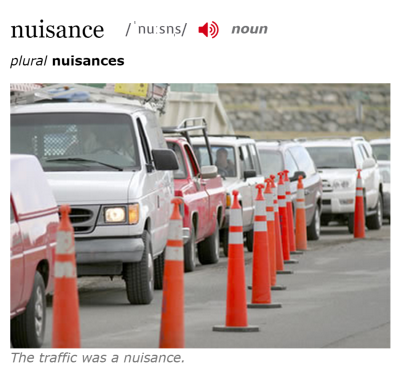 nuisance /ˈnuːsn̩s/ noun
plural nuisances
The traffic was a nuisance.